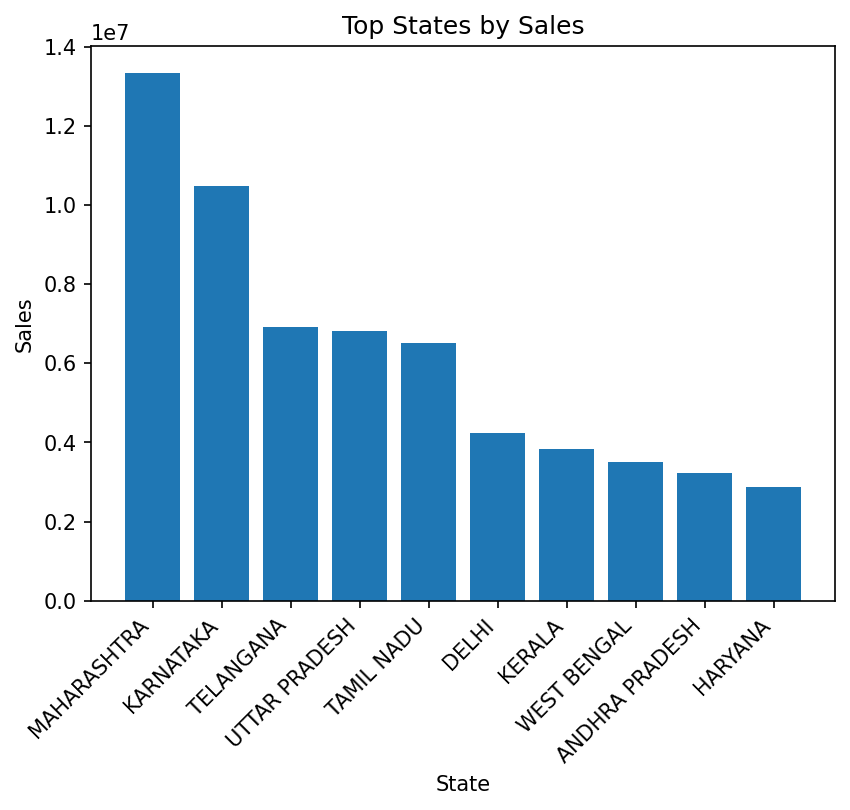 Top States by Sales
1e7
1.4
1.2
1.0
0.8
0.6
0.4
0.2
0.0
Sales
MAHARASHTRA
KARNATAKA
TELANGANA
UTTAR PRADESH
TAMIL NADU
DELHI
KERALA
WEST BENGAL
ANDHRA PRADESH
HARYANA
State